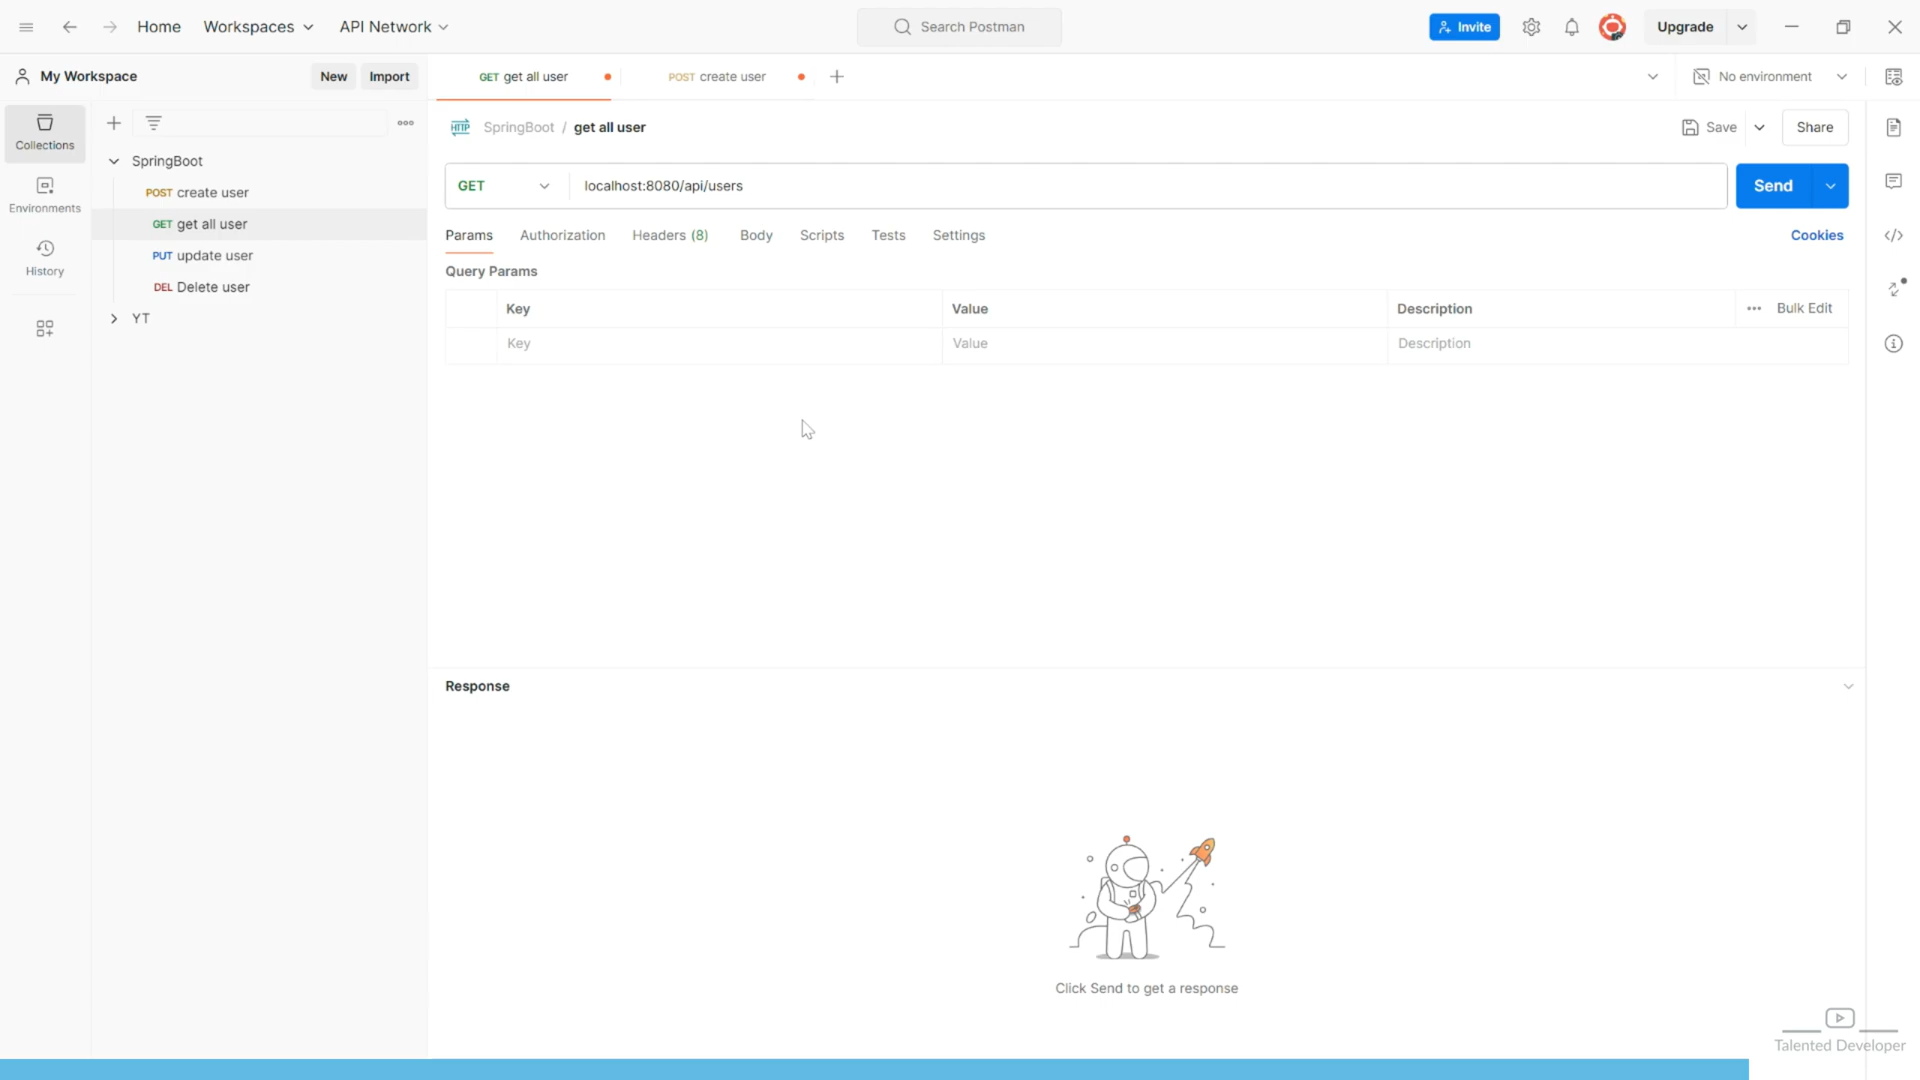 Home Workspaces API Network Search Postman Invite Upgrade
My Workspace New Import GET get all user POST create user No environment
Collections
Environments
History
SpringBoot
POST create user
GET get all user
PUT update user
DEL Delete user
YT
HTTP SpringBoot / get all user Save Share
GET localhost:8080/api/users Send
Params Authorization Headers (8) Body Scripts Tests Settings Cookies
Query Params
Key Value Description Bulk Edit
Key Value Description
Response
Click Send to get a response
Talented Developer